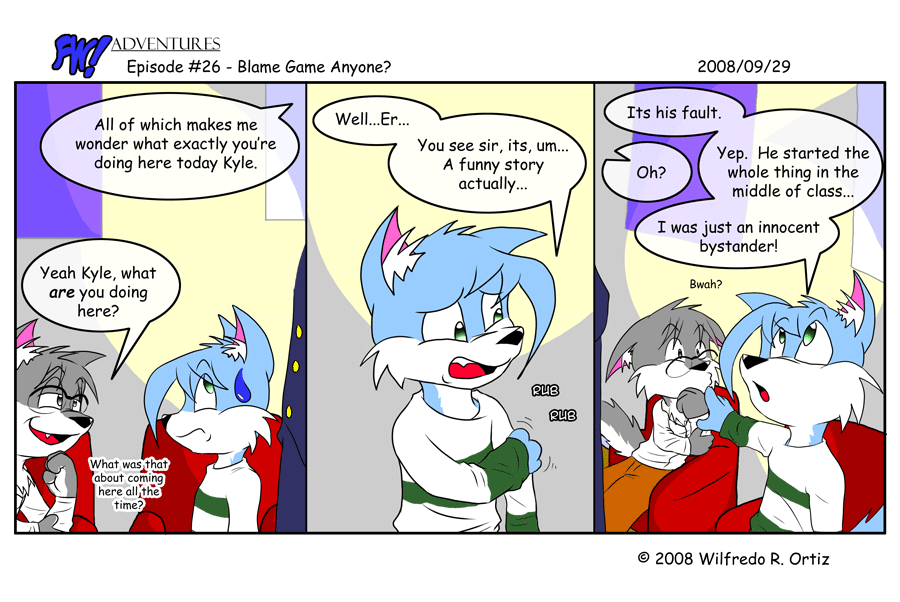 FW! ADVENTURES
Episode #26 - Blame Game Anyone?
2008/09/29
All of which makes me
wonder what exactly you're
doing here today Kyle.
Yeah Kyle, what
are you doing
here?
What was that
about coming
here all the
time?
Well...Er...
You see sir, its, um...
A funny story
actually...
RUB
RUB
Its his fault.
Oh?
Yep. He started the
whole thing in the
middle of class...
I was just an innocent
bystander!
Bwah?
© 2008 Wilfredo R. Ortiz